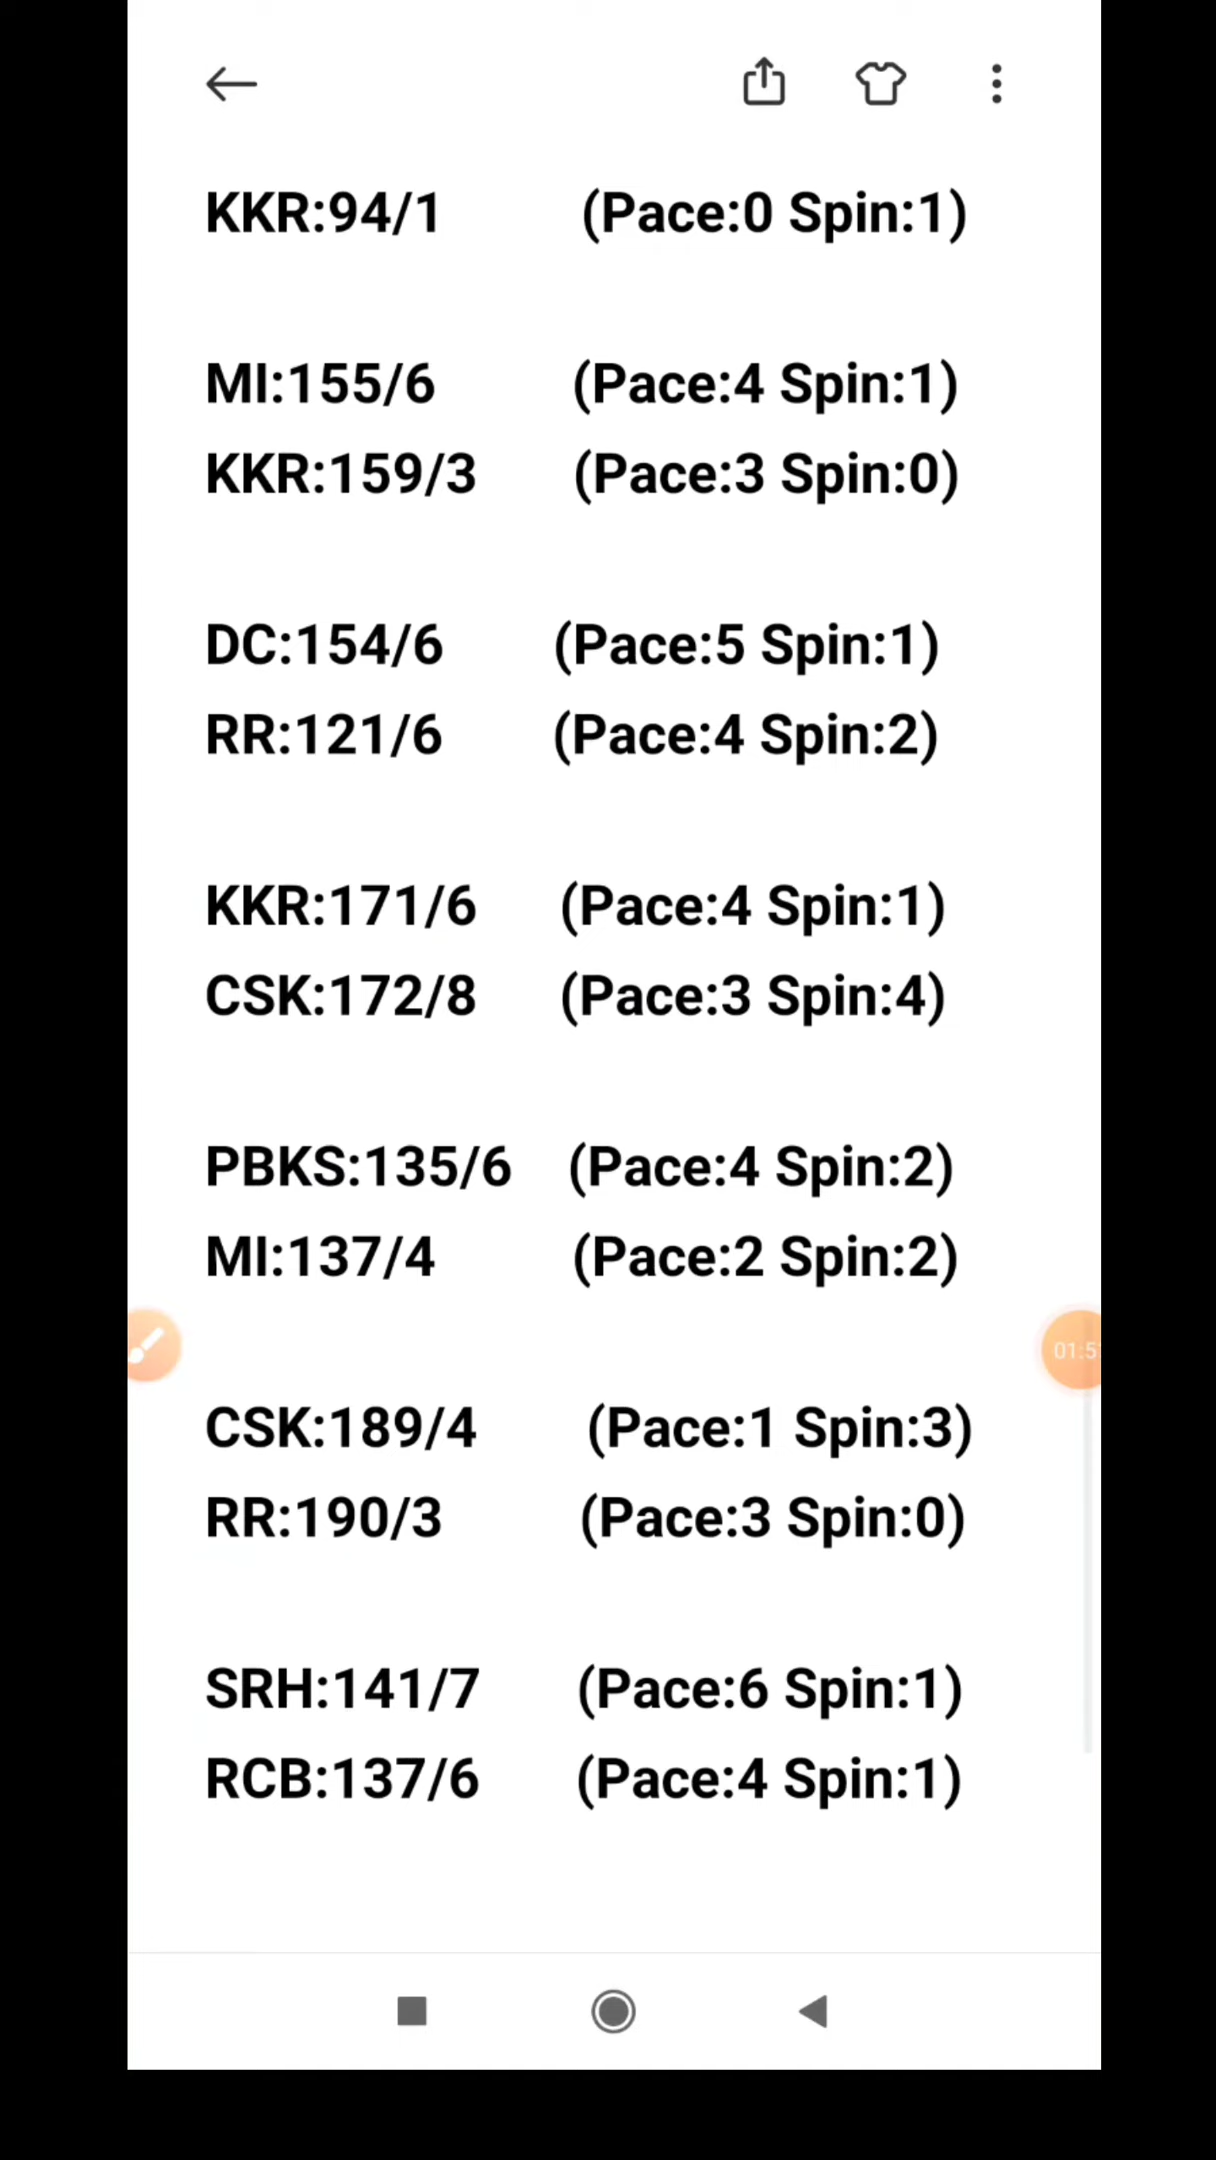 KKR:94/1 (Pace:0 Spin:1)
MI:155/6 (Pace:4 Spin:1)
KKR:159/3 (Pace:3 Spin:0)
DC:154/6 (Pace:5 Spin:1)
RR:121/6 (Pace:4 Spin:2)
KKR:171/6 (Pace:4 Spin:1)
CSK:172/8 (Pace:3 Spin:4)
PBKS:135/6 (Pace:4 Spin:2)
MI:137/4 (Pace:2 Spin:2)
01:5
CSK:189/4 (Pace:1 Spin:3)
RR:190/3 (Pace:3 Spin:0)
SRH:141/7 (Pace:6 Spin:1)
RCB:137/6 (Pace:4 Spin:1)